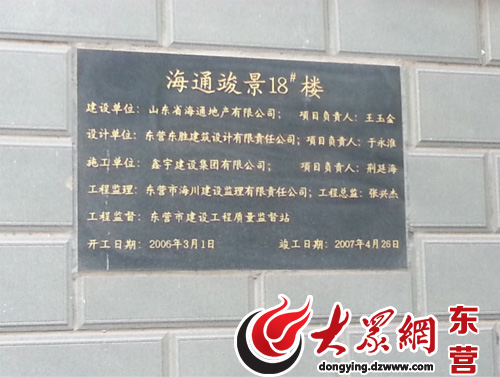 海通竣景18#楼
建设单位：山东省海通地产有限公司； 项目负责人：王玉金
设计单位：东营东胜建筑设计有限责任公司；项目负责人：于永淮
施工单位：鑫宇建设集团有限公司； 项目负责人：荆延海
工程监理：东营市海川建设监理有限责任公司；工程总监：张兴杰
工程监督：东营市建设工程质量监督站
开工日期：2006年3月1日 竣工日期：2007年4月26日
大众網 东营
dongying.dzwww.com